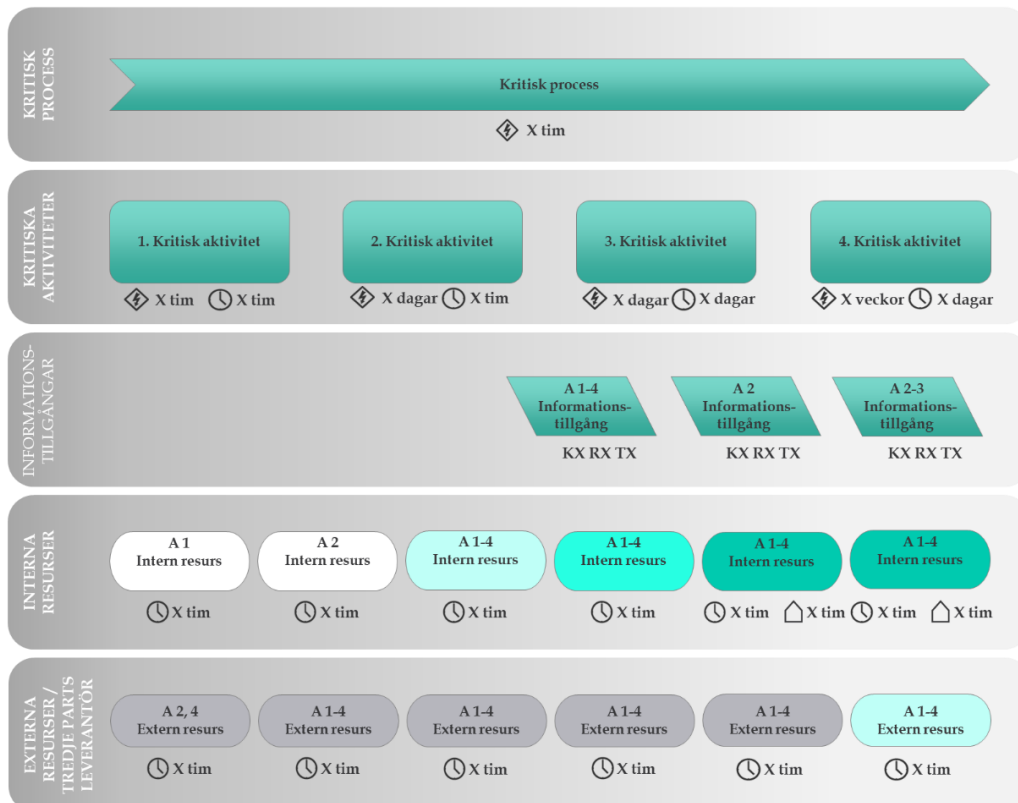 KRITISK
PROCESS
Kritisk process
X tim
KRITISKA
AKTIVITETER
1. Kritisk aktivitet
2. Kritisk aktivitet
3. Kritisk aktivitet
4. Kritisk aktivitet
X tim X tim
X dagar X tim
X dagar X dagar
X veckor X dagar
INFORMATIONS-
TILLGÅNGAR
A 1-4
Informations-
tillgång
KX RX TX
A 2
Informations-
tillgång
KX RX TX
A 2-3
Informations-
tillgång
KX RX TX
INTERNA
RESURSER
A 1
Intern resurs
X tim
A 2
Intern resurs
X tim
A 1-4
Intern resurs
X tim
A 1-4
Intern resurs
X tim
A 1-4
Intern resurs
X tim X tim
A 1-4
Intern resurs
X tim X tim
EXTERNA
RESURSER /
TREDJE PARTS
LEVERANTÖR
A 2, 4
Extern resurs
X tim
A 1-4
Extern resurs
X tim
A 1-4
Extern resurs
X tim
A 1-4
Extern resurs
X tim
A 1-4
Extern resurs
X tim
A 1-4
Extern resurs
X tim